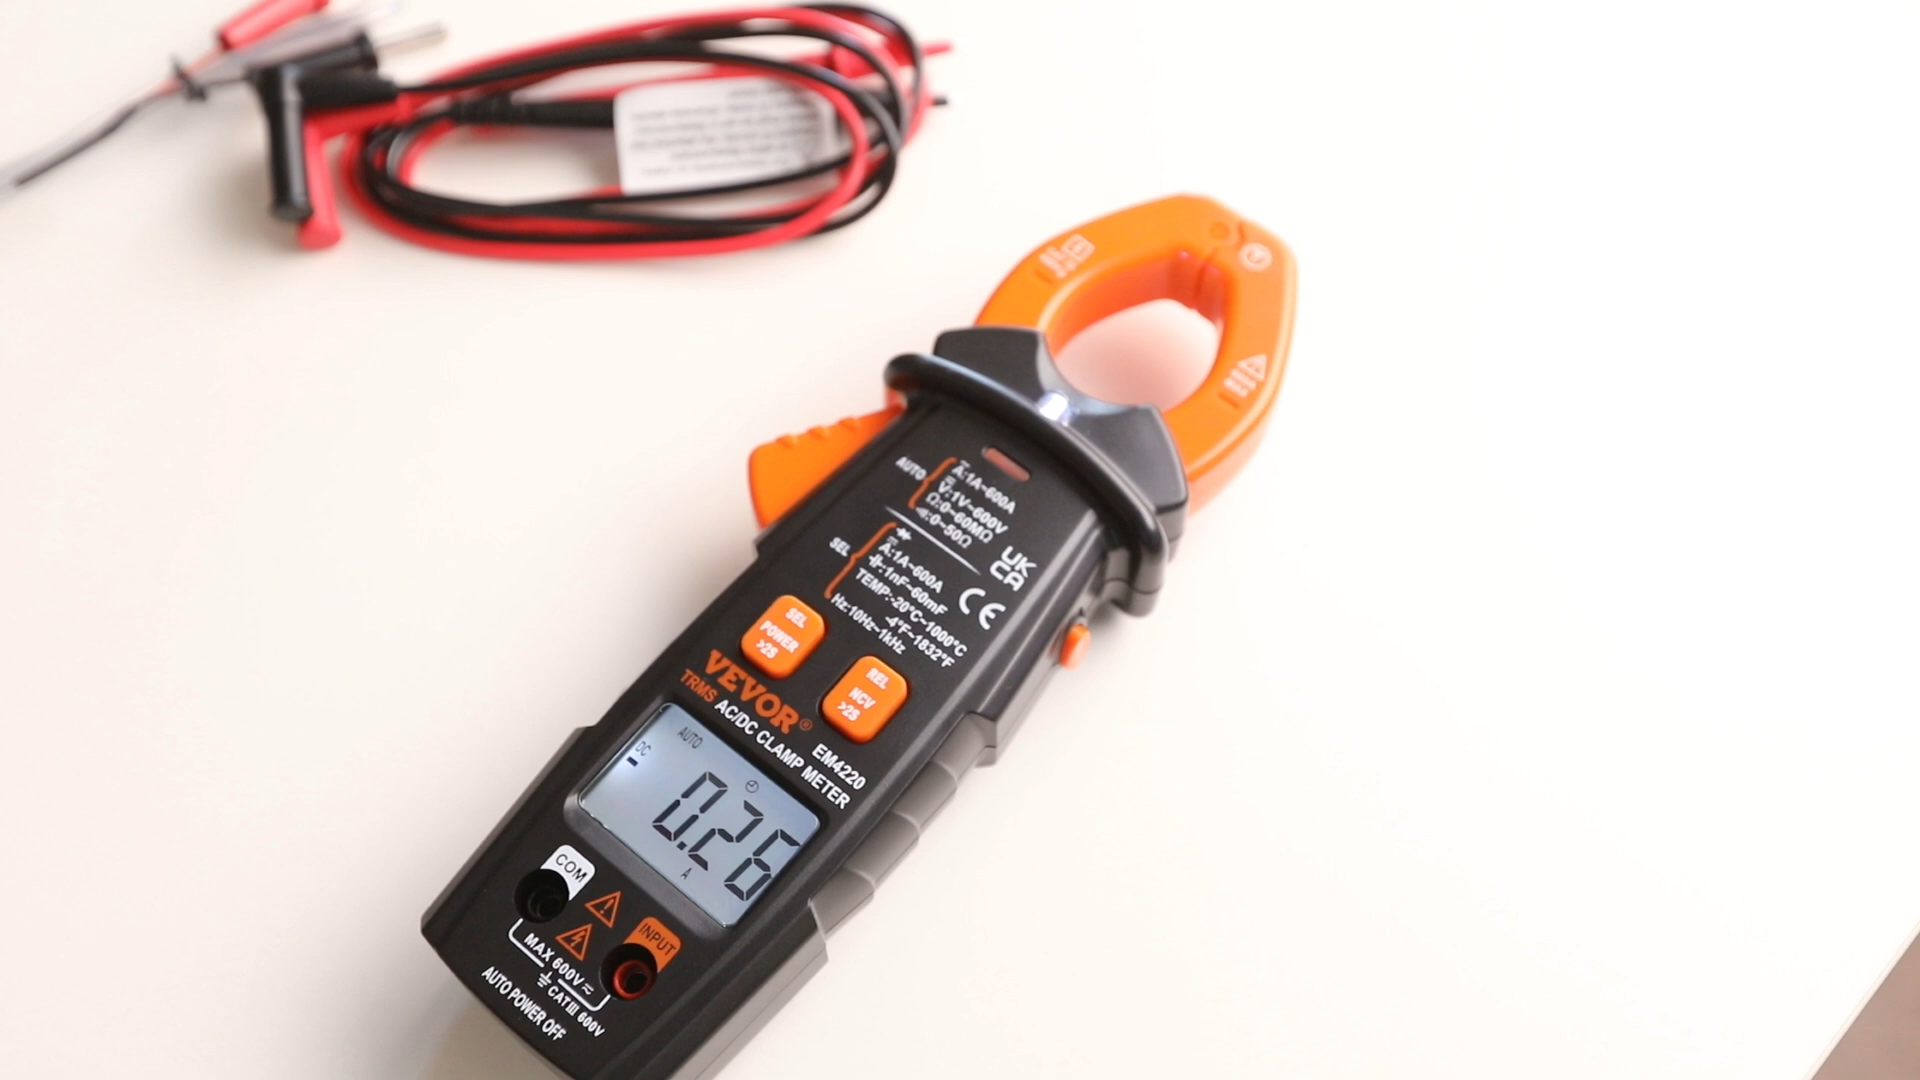 AUTO
A:1A~600A
V:1V~600V
Ω:0~60MΩ
0~50Ω
SEL
A:1A~600A
1nF~60mF
TEMP:-20°C~1000°C
-4°F~1832°F
Hz:10Hz~1kHz
UK
CA
CE
SEL
POWER
>2S
REL
NCV
>2S
VEVOR®
TRMS AC/DC CLAMP METER
EM4220
DC AUTO
-0.26
A
COM
INPUT
MAX 600V
CAT III 600V
AUTO POWER OFF